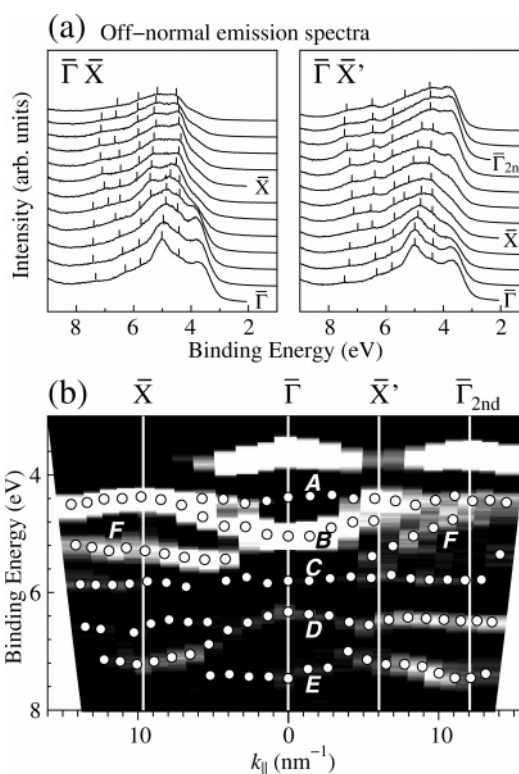 (a) Off-normal emission spectra
Γ̄ X̄
Γ̄ X̄'
Intensity (arb. units)
X̄
Γ̄
Γ̄2nd
X̄'
Γ̄
8 6 4 2
8 6 4 2
Binding Energy (eV)
(b)
X̄ Γ̄ X̄' Γ̄2nd
Binding Energy (eV)
4
6
8
A
B
F
F
C
D
E
10 0 10
k|| (nm-1)